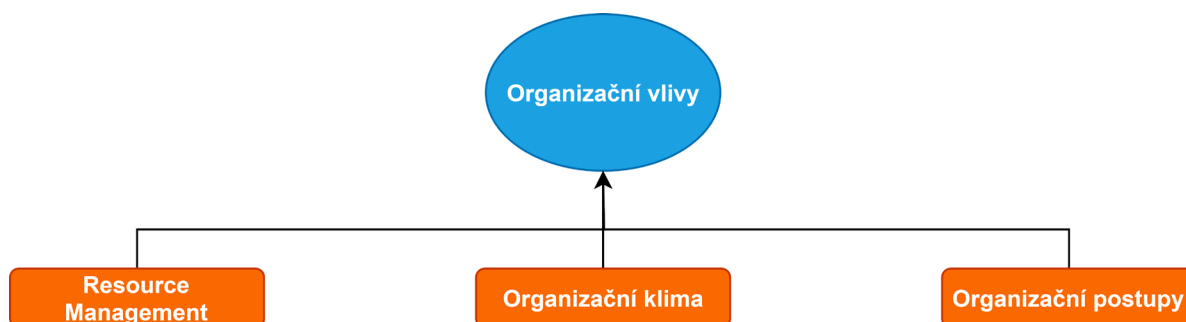 Organizační vlivy
Resource
Management
Organizační klima
Organizační postupy